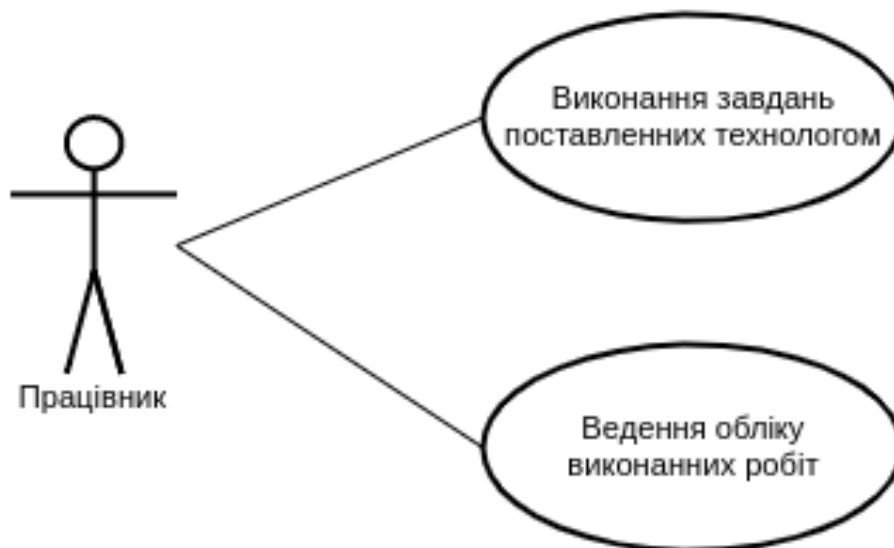 Виконання завдань
поставленних технологом
Працівник
Ведення обліку
виконанних робіт